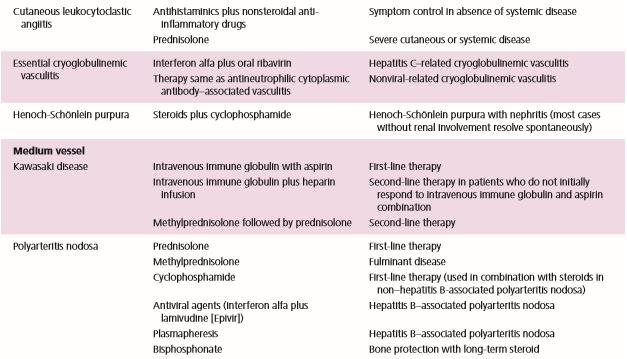 Cutaneous leukocytoclastic angiitis
Antihistaminics plus nonsteroidal anti-inflammatory drugs
Symptom control in absence of systemic disease
Prednisolone
Severe cutaneous or systemic disease
Essential cryoglobulinemic vasculitis
Interferon alfa plus oral ribavirin
Hepatitis C–related cryoglobulinemic vasculitis
Therapy same as antineutrophilic cytoplasmic antibody–associated vasculitis
Nonviral-related cryoglobulinemic vasculitis
Henoch-Schönlein purpura
Steroids plus cyclophosphamide
Henoch-Schönlein purpura with nephritis (most cases without renal involvement resolve spontaneously)
Medium vessel
Kawasaki disease
Intravenous immune globulin with aspirin
First-line therapy
Intravenous immune globulin plus heparin infusion
Second-line therapy in patients who do not initially respond to intravenous immune globulin and aspirin combination
Methylprednisolone followed by prednisolone
Second-line therapy
Polyarteritis nodosa
Prednisolone
First-line therapy
Methylprednisolone
Fulminant disease
Cyclophosphamide
First-line therapy (used in combination with steroids in non–hepatitis B-associated polyarteritis nodosa)
Antiviral agents (interferon alfa plus lamivudine [Epivir])
Hepatitis B–associated polyarteritis nodosa
Plasmapheresis
Hepatitis B–associated polyarteritis nodosa
Bisphosphonate
Bone protection with long-term steroid